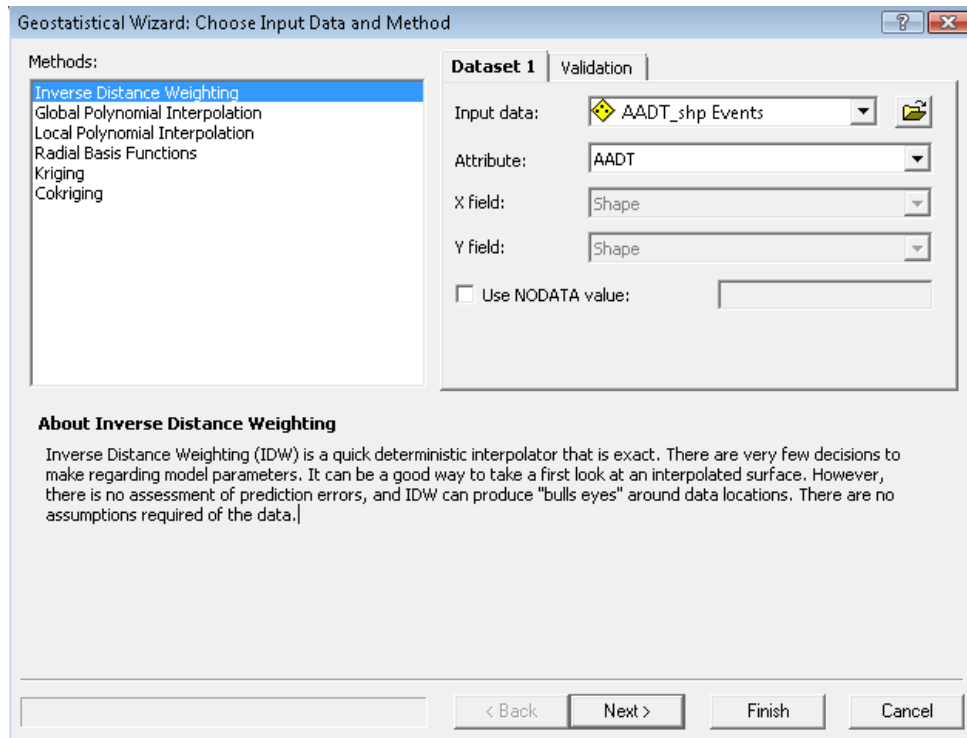 Geostatistical Wizard: Choose Input Data and Method
Methods:
Inverse Distance Weighting
Global Polynomial Interpolation
Local Polynomial Interpolation
Radial Basis Functions
Kriging
Cokriging
Dataset 1
Validation
Input data:
AADT_shp Events
Attribute:
AADT
X field:
Shape
Y field:
Shape
Use NODATA value:
About Inverse Distance Weighting
Inverse Distance Weighting (IDW) is a quick deterministic interpolator that is exact. There are very few decisions to
make regarding model parameters. It can be a good way to take a first look at an interpolated surface. However,
there is no assessment of prediction errors, and IDW can produce "bulls eyes" around data locations. There are no
assumptions required of the data.
< Back
Next >
Finish
Cancel